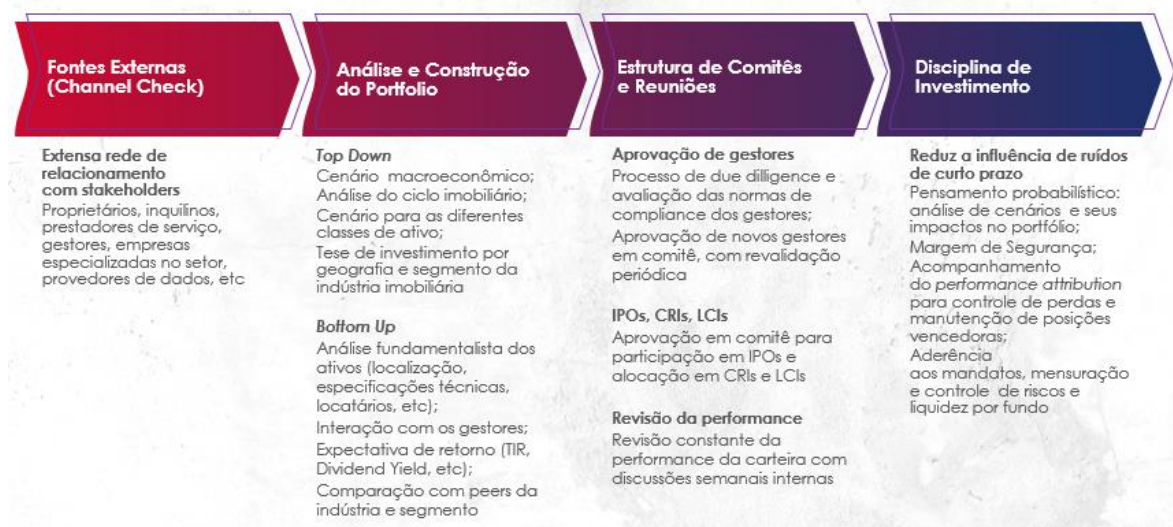 Fontes Externas
(Channel Check)
Extensa rede de
relacionamento
com stakeholders
Proprietários, inquilinos,
prestadores de serviço,
gestores, empresas
especializadas no setor,
provedores de dados, etc
Análise e Construção
do Portfolio
Top Down
Cenário macroeconômico;
Análise do ciclo imobiliário;
Cenário para as diferentes
classes de ativo;
Tese de investimento por
geografia e segmento da
indústria imobiliária
Bottom Up
Análise fundamentalista dos
ativos (localização,
especificações técnicas,
locatários, etc);
Interação com os gestores;
Expectativa de retorno (TIR,
Dividend Yield, etc);
Comparação com peers da
indústria e segmento
Estrutura de Comitês
e Reuniões
Aprovação de gestores
Processo de due dilligence e
avaliação das normas de
compliance dos gestores;
Aprovação de novos gestores
em comitê, com revalidação
periódica
IPOs, CRIs, LCIs
Aprovação em comitê para
participação em IPOs e
alocação em CRIs e LCIs
Revisão da performance
Revisão constante da
performance da carteira com
discussões semanais internas
Disciplina de
Investimento
Reduz a influência de ruídos
de curto prazo
Pensamento probabilístico:
análise de cenários e seus
impactos no portfólio;
Margem de Segurança;
Acompanhamento
do performance attribution
para controle de perdas e
manutenção de posições
vencedoras;
Aderência
aos mandatos, mensuração
e controle de riscos e
liquidez por fundo